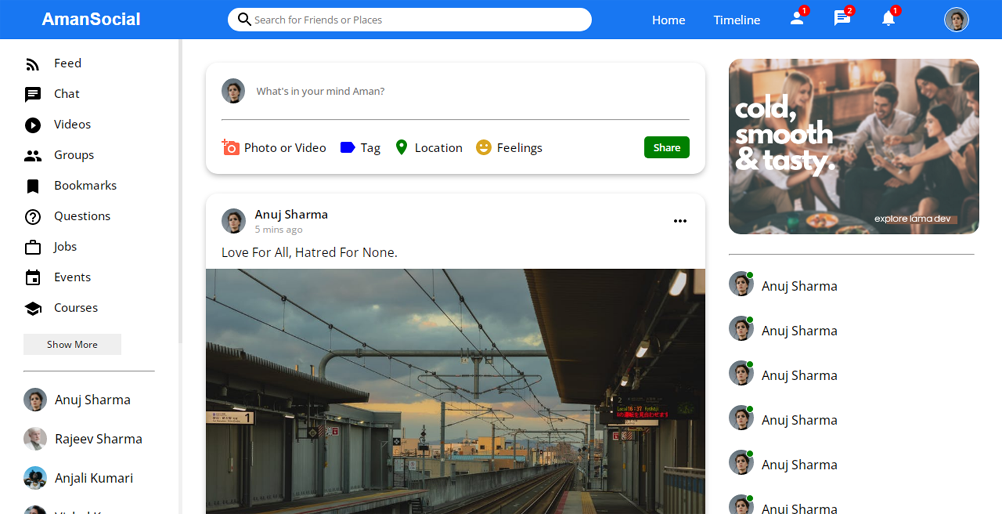 AmanSocial
Search for Friends or Places
Home
Timeline
1
2
1
Feed
Chat
Videos
Groups
Bookmarks
Questions
Jobs
Events
Courses
Show More
Anuj Sharma
Rajeev Sharma
Anjali Kumari
What's in your mind Aman?
Photo or Video
Tag
Location
Feelings
Share
Anuj Sharma
5 mins ago
Love For All, Hatred For None.
1
2
cold,
smooth
& tasty.
explore lama dev
Anuj Sharma
Anuj Sharma
Anuj Sharma
Anuj Sharma
Anuj Sharma
Anuj Sharma